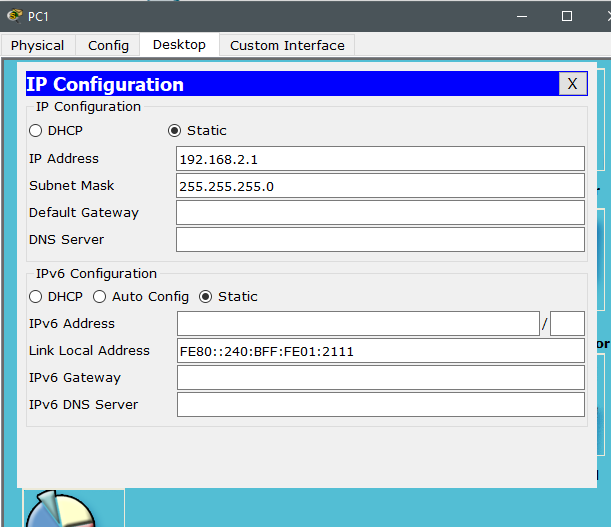 PC1
Physical Config Desktop Custom Interface
IP Configuration X
IP Configuration
DHCP Static
IP Address 192.168.2.1
Subnet Mask 255.255.255.0
Default Gateway
DNS Server
IPv6 Configuration
DHCP Auto Config Static
IPv6 Address /
Link Local Address FE80::240:BFF:FE01:2111
IPv6 Gateway
IPv6 DNS Server